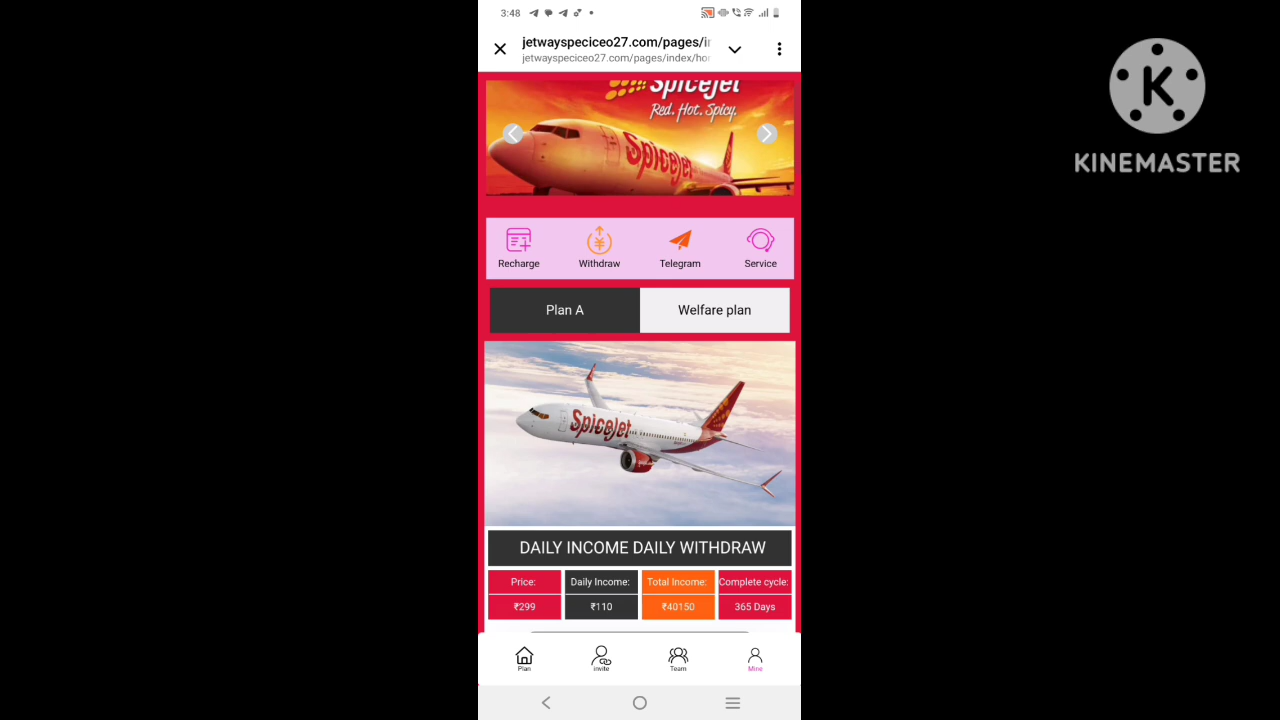 3:48
jetwayspeciceo27.com/pages/i
jetwayspeciceo27.com/pages/index/ho
spicejet
Red. Hot. Spicy.
Spicejet
Recharge Withdraw Telegram Service
Plan A Welfare plan
Spicejet
DAILY INCOME DAILY WITHDRAW
Price: Daily Income: Total Income: Complete cycle:
₹299 ₹110 ₹40150 365 Days
Plan invite Team Mine
K
KINEMASTER